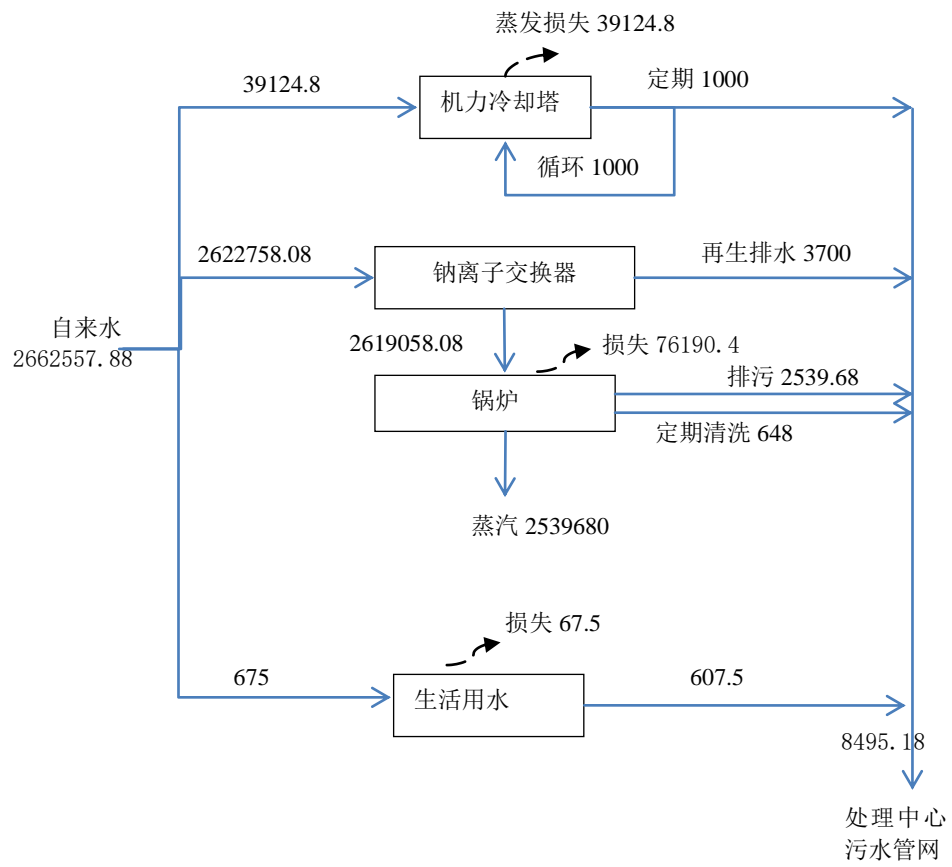 蒸发损失 39124.8
39124.8
机力冷却塔
定期 1000
循环 1000
2622758.08
钠离子交换器
再生排水 3700
自来水
2662557.88
2619058.08
损失 76190.4
排污 2539.68
锅炉
定期清洗 648
蒸汽 2539680
损失 67.5
675
生活用水
607.5
8495.18
处理中心
污水管网